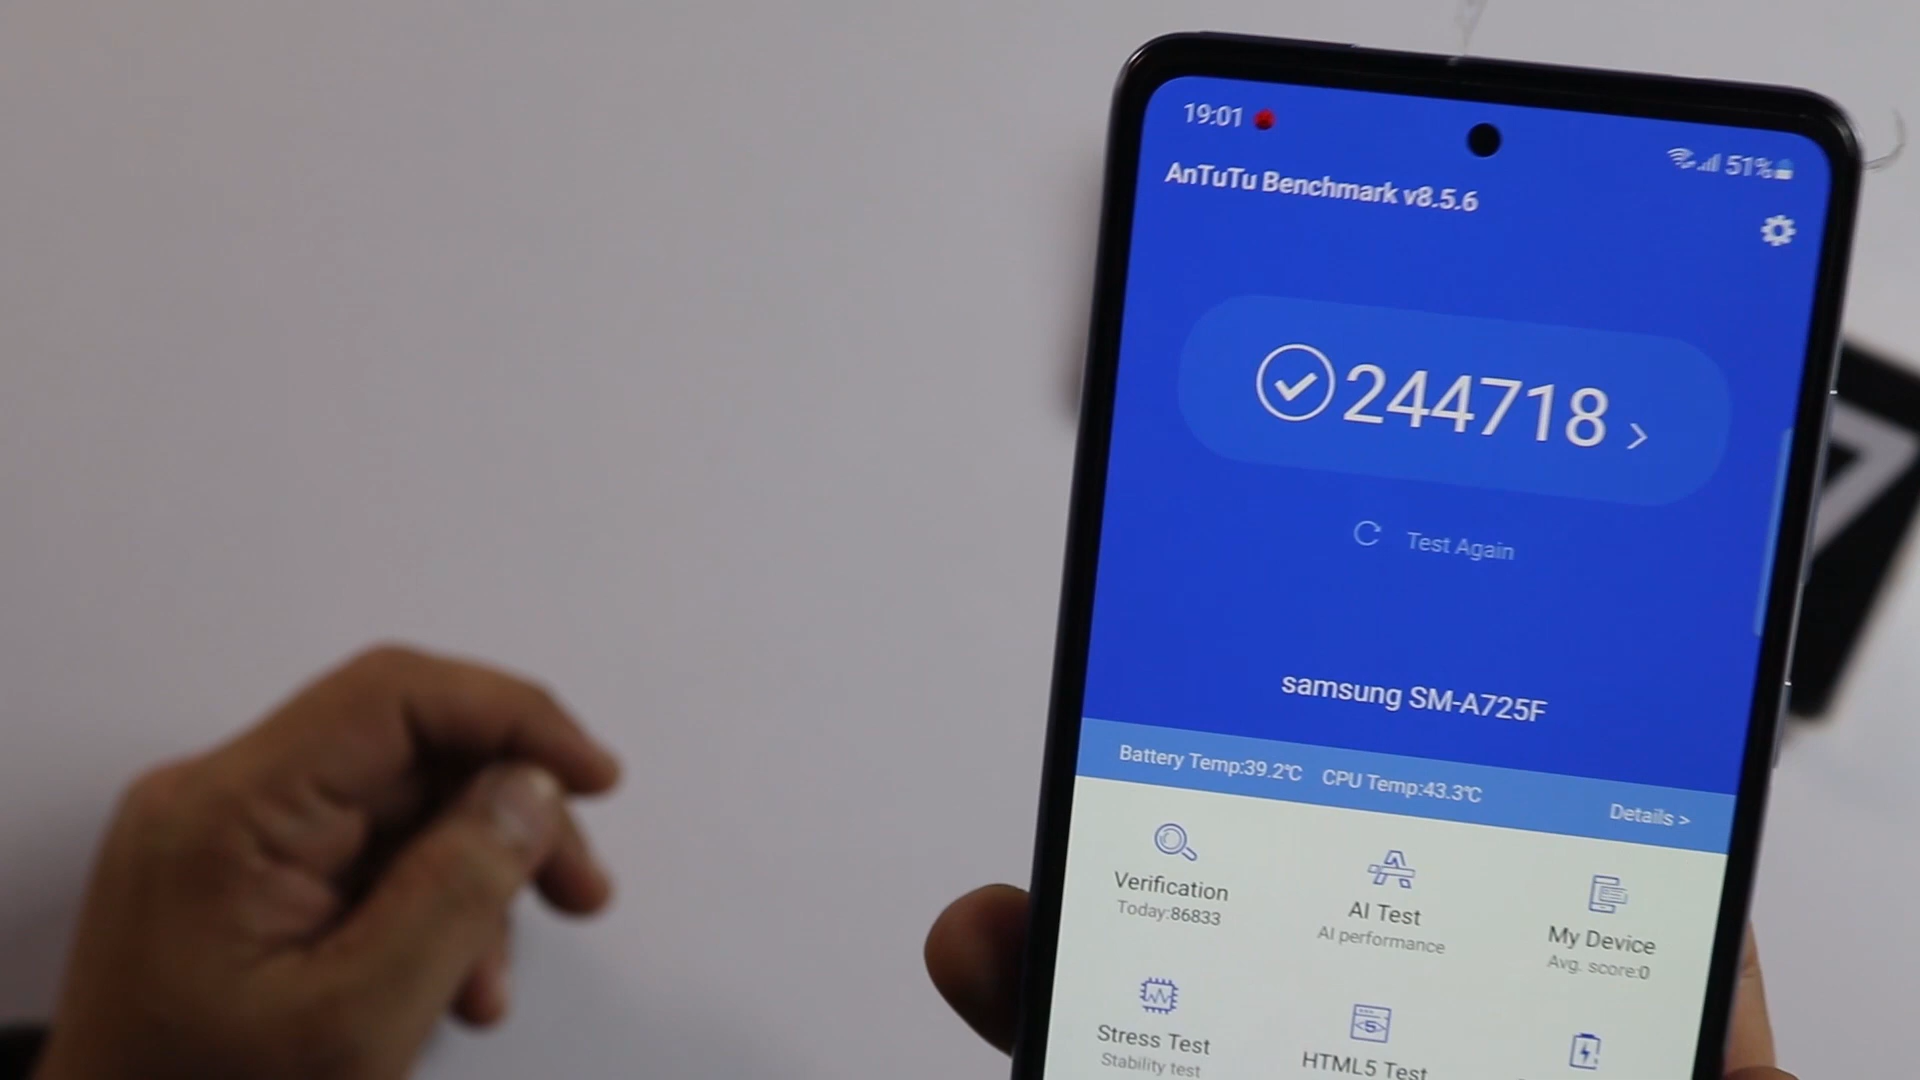 19:01
51%
AnTuTu Benchmark v8.5.6
244718
Test Again
samsung SM-A725F
Battery Temp:39.2℃ CPU Temp:43.3℃
Details >
Verification
Today:86833
AI Test
AI performance
My Device
Avg. score:0
Stress Test
Stability test
HTML5 Test